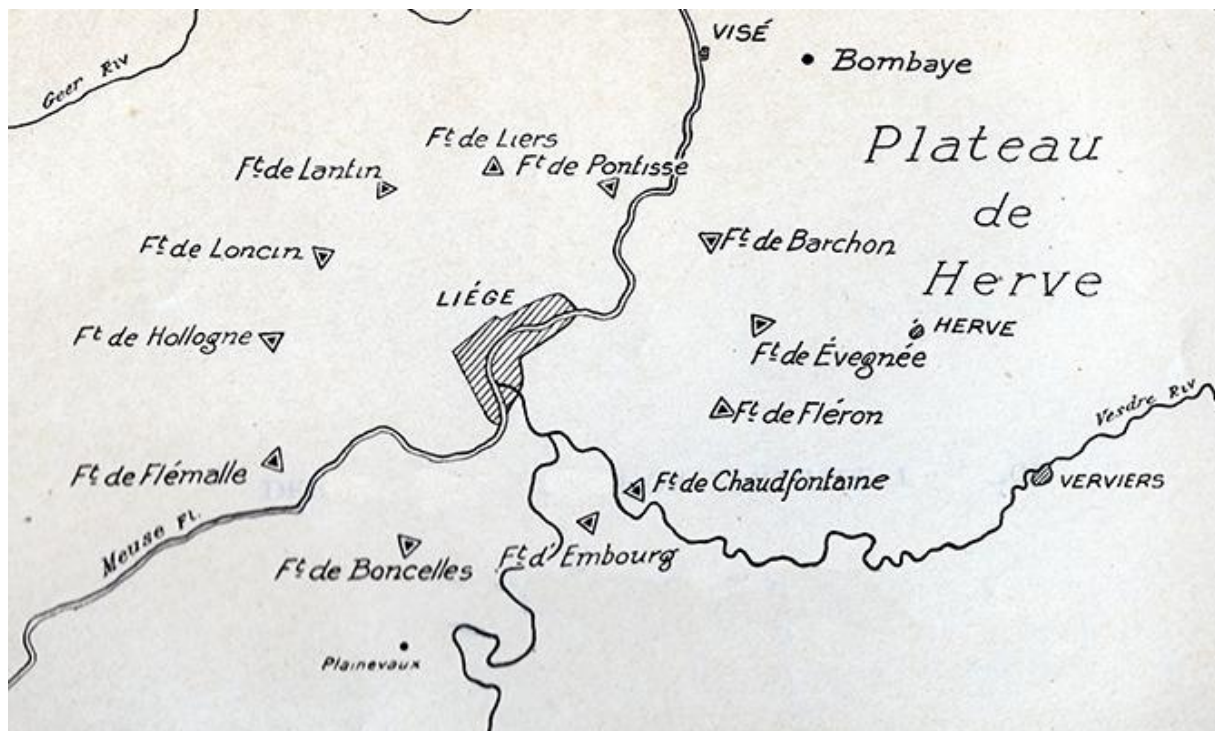 VISÉ
Bombaye
Geer Riv
Plateau
de
Herve
Ft de Liers
Ft de Lantin
Ft de Pontisse
Ft de Loncin
Ft de Barchon
LIÉGE
Ft de Hollogne
HERVE
Ft de Évegnée
Ft de Fléron
Vesdre Riv
Ft de Flémalle
Ft de Chaudfontaine
VERVIERS
Meuse Fl.
Ft de Boncelles
Ft d'Embourg
Plainevaux